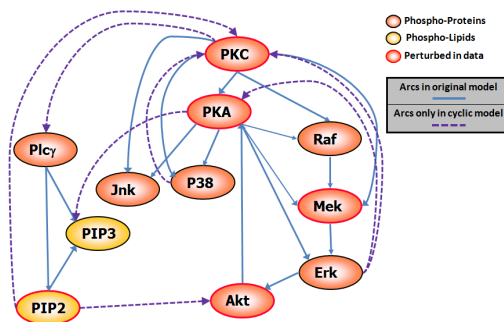 Phospho-Proteins
Phospho-Lipids
Perturbed in data
Arcs in original model
Arcs only in cyclic model
PKC
PKA
Raf
Plcγ
Jnk
P38
Mek
PIP3
Erk
PIP2
Akt